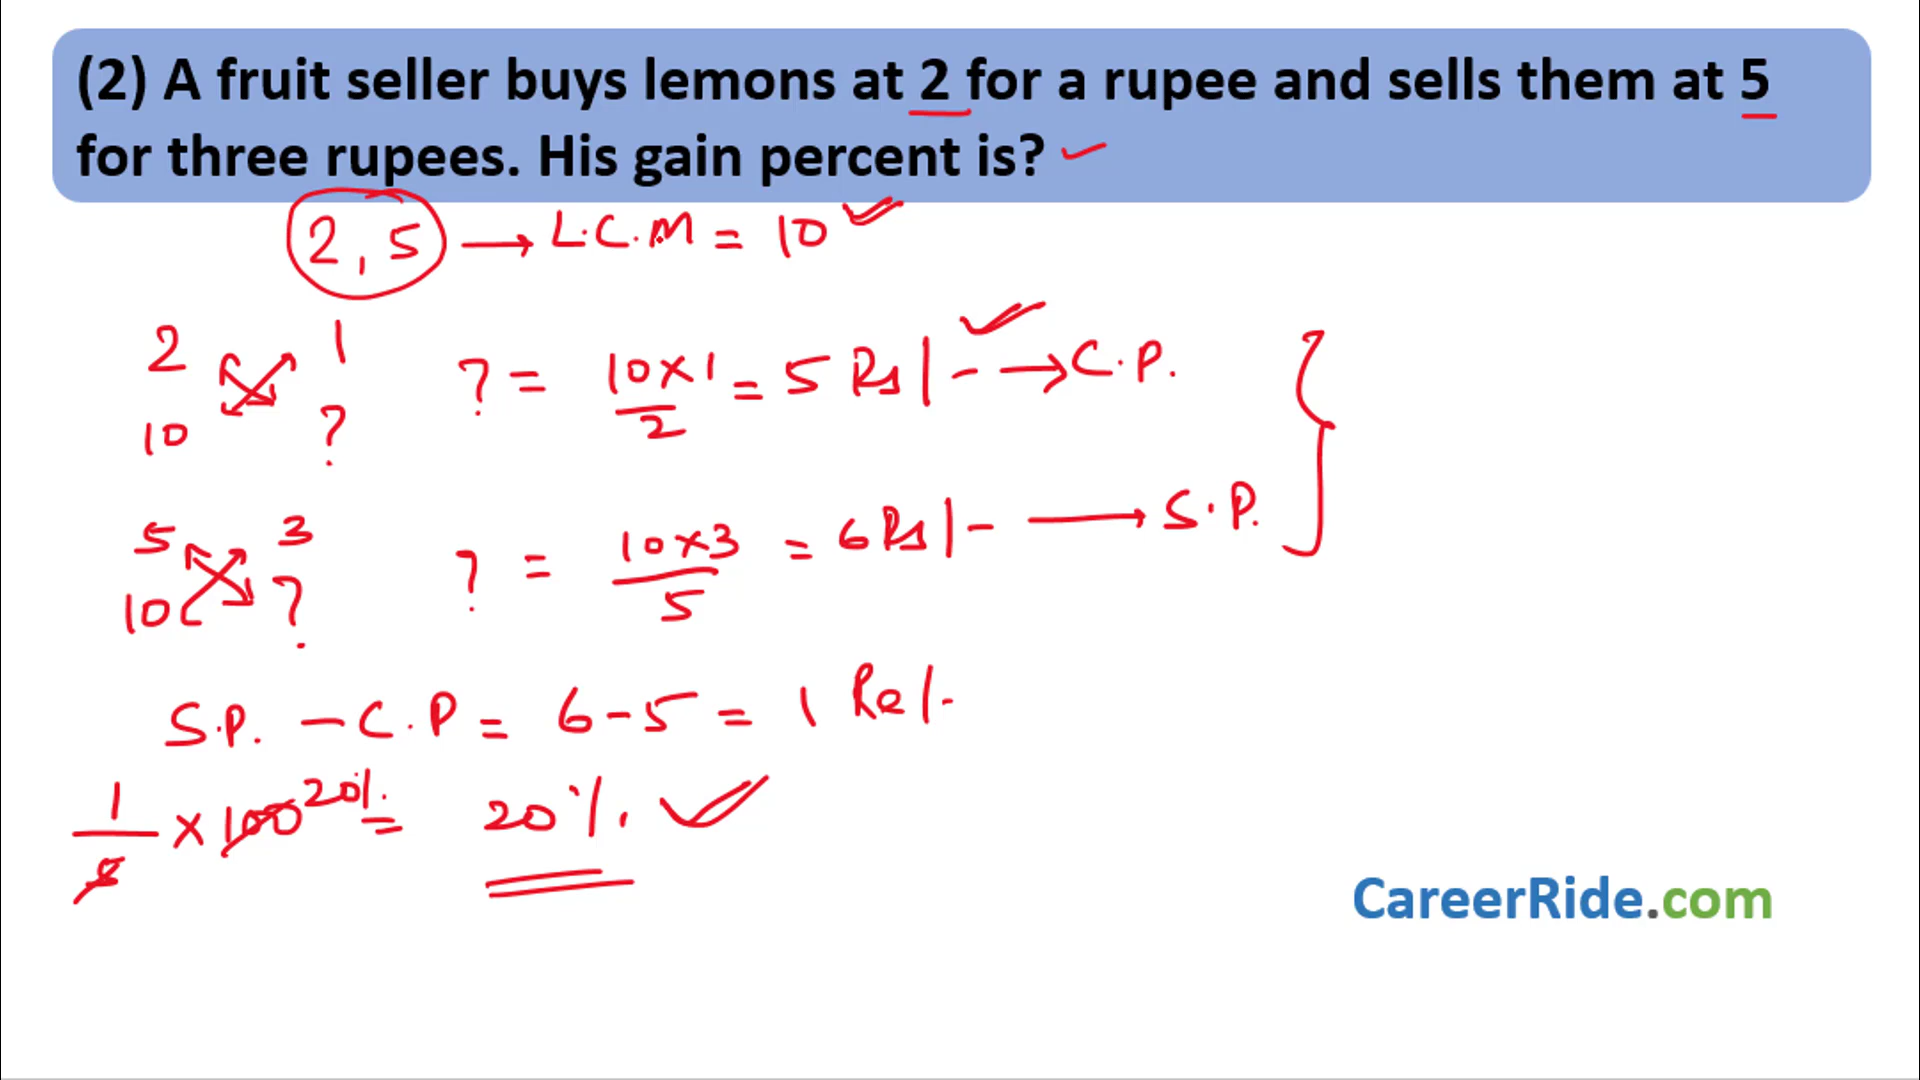 (2) A fruit seller buys lemons at 2 for a rupee and sells them at 5
for three rupees. His gain percent is?
2, 5 → L.C.M = 10
2 1 ? = 10×1/2 = 5 Rs/- → C.P.
10 ?
5 3 ? = 10×3/5 = 6 Rs/- → S.P.
10 ?
S.P. - C.P = 6-5 = 1 Re/-
1/5 × 100 20% = 20%.
CareerRide.com